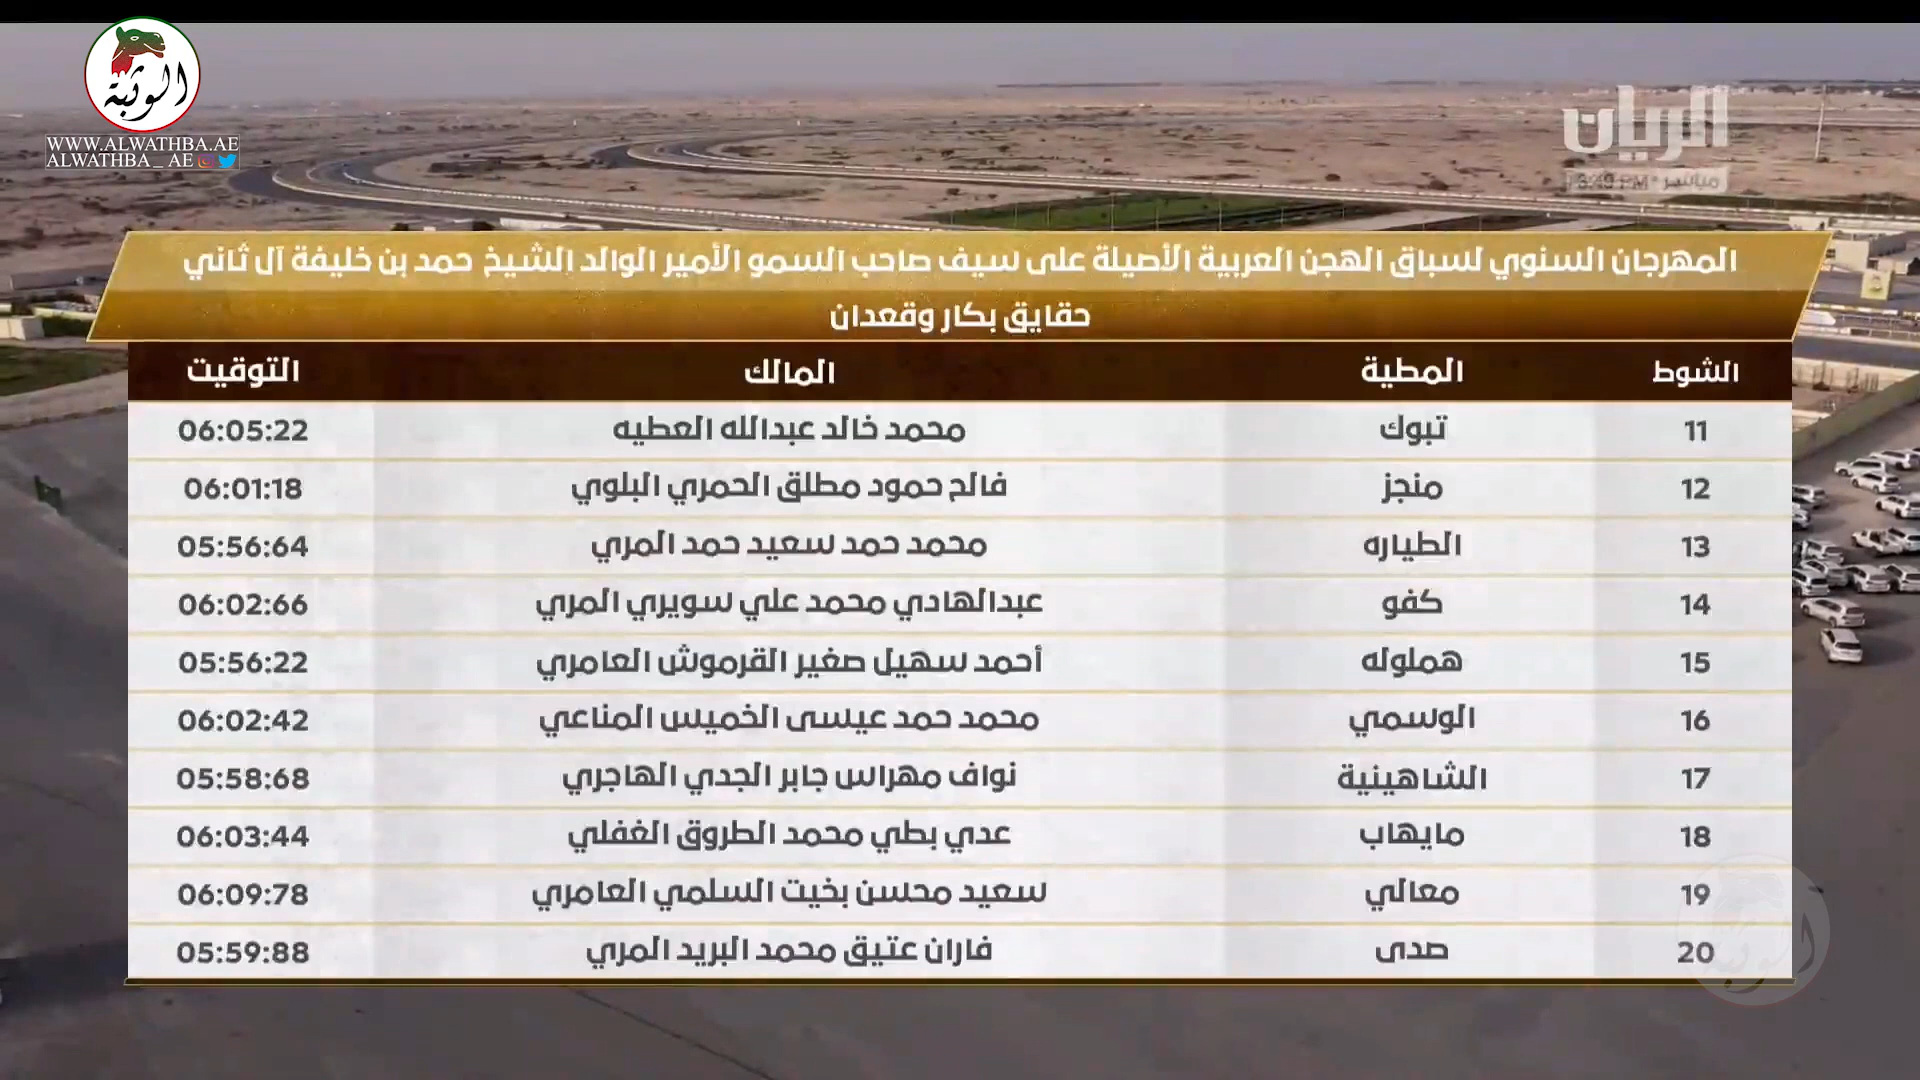 الوثبة
WWW.ALWATHBA.AE
ALWATHBA_AE
الريان
مباشر 3:49 PM
المهرجان السنوي لسباق الهجن العربية الأصيلة على سيف صاحب السمو الأمير الوالد الشيخ حمد بن خليفة آل ثاني
حقايق بكار وقعدان
الشوط المطية المالك التوقيت
11 تبوك محمد خالد عبدالله العطيه 06:05:22
12 منجز فالح حمود مطلق الحمري البلوي 06:01:18
13 الطياره محمد حمد سعيد حمد المري 05:56:64
14 كفو عبدالهادي محمد علي سويري المري 06:02:66
15 هملوله أحمد سهيل صغير القرموش العامري 05:56:22
16 الوسمي محمد حمد عيسى الخميس المناعي 06:02:42
17 الشاهينية نواف مهراس جابر الجدي الهاجري 05:58:68
18 مايهاب عدي بطي محمد الطروق الغفلي 06:03:44
19 معالي سعيد محسن بخيت السلمي العامري 06:09:78
20 صدى فاران عتيق محمد البريد المري 05:59:88
الوثبة